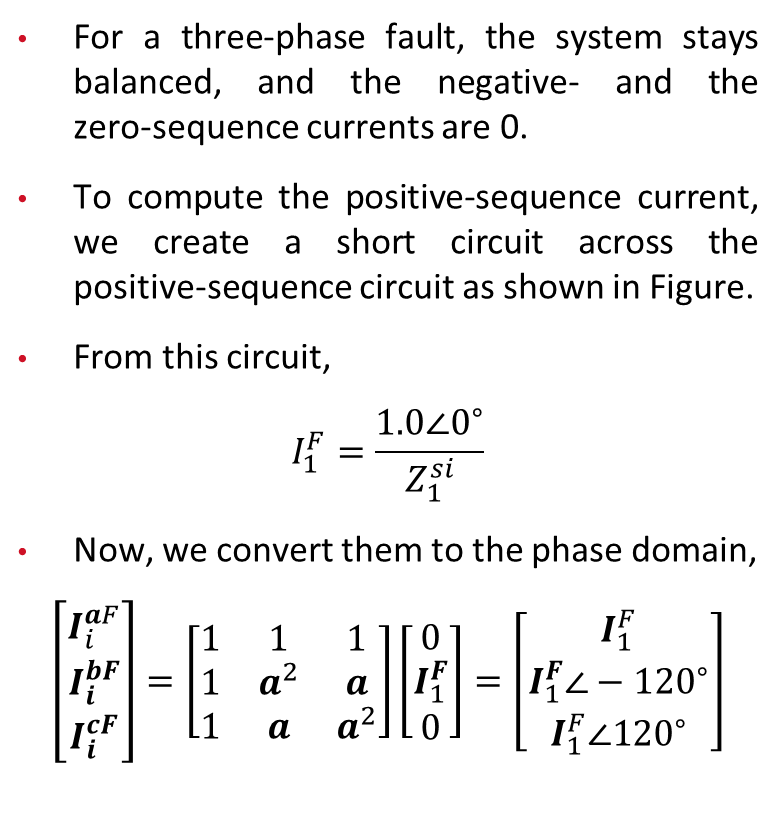 • For a three-phase fault, the system stays
balanced, and the negative- and the
zero-sequence currents are 0.
• To compute the positive-sequence current,
we create a short circuit across the
positive-sequence circuit as shown in Figure.
• From this circuit,
I_1^F = 1.0∠0° / Z_1^{si}
• Now, we convert them to the phase domain,
[I_i^{aF}; I_i^{bF}; I_i^{cF}] = [1 1 1; 1 a² a; 1 a a²] [0; I_1^F; 0] = [I_1^F; I_1^F∠ − 120°; I_1^F∠120°]